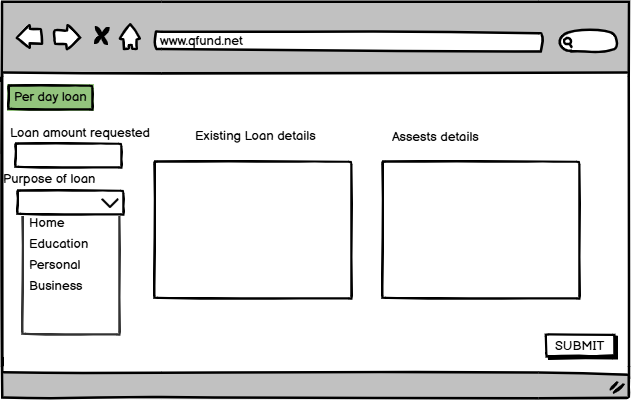 www.qfund.net
Per day loan
Loan amount requested
Existing Loan details
Assests details
Purpose of loan
Home
Education
Personal
Business
SUBMIT